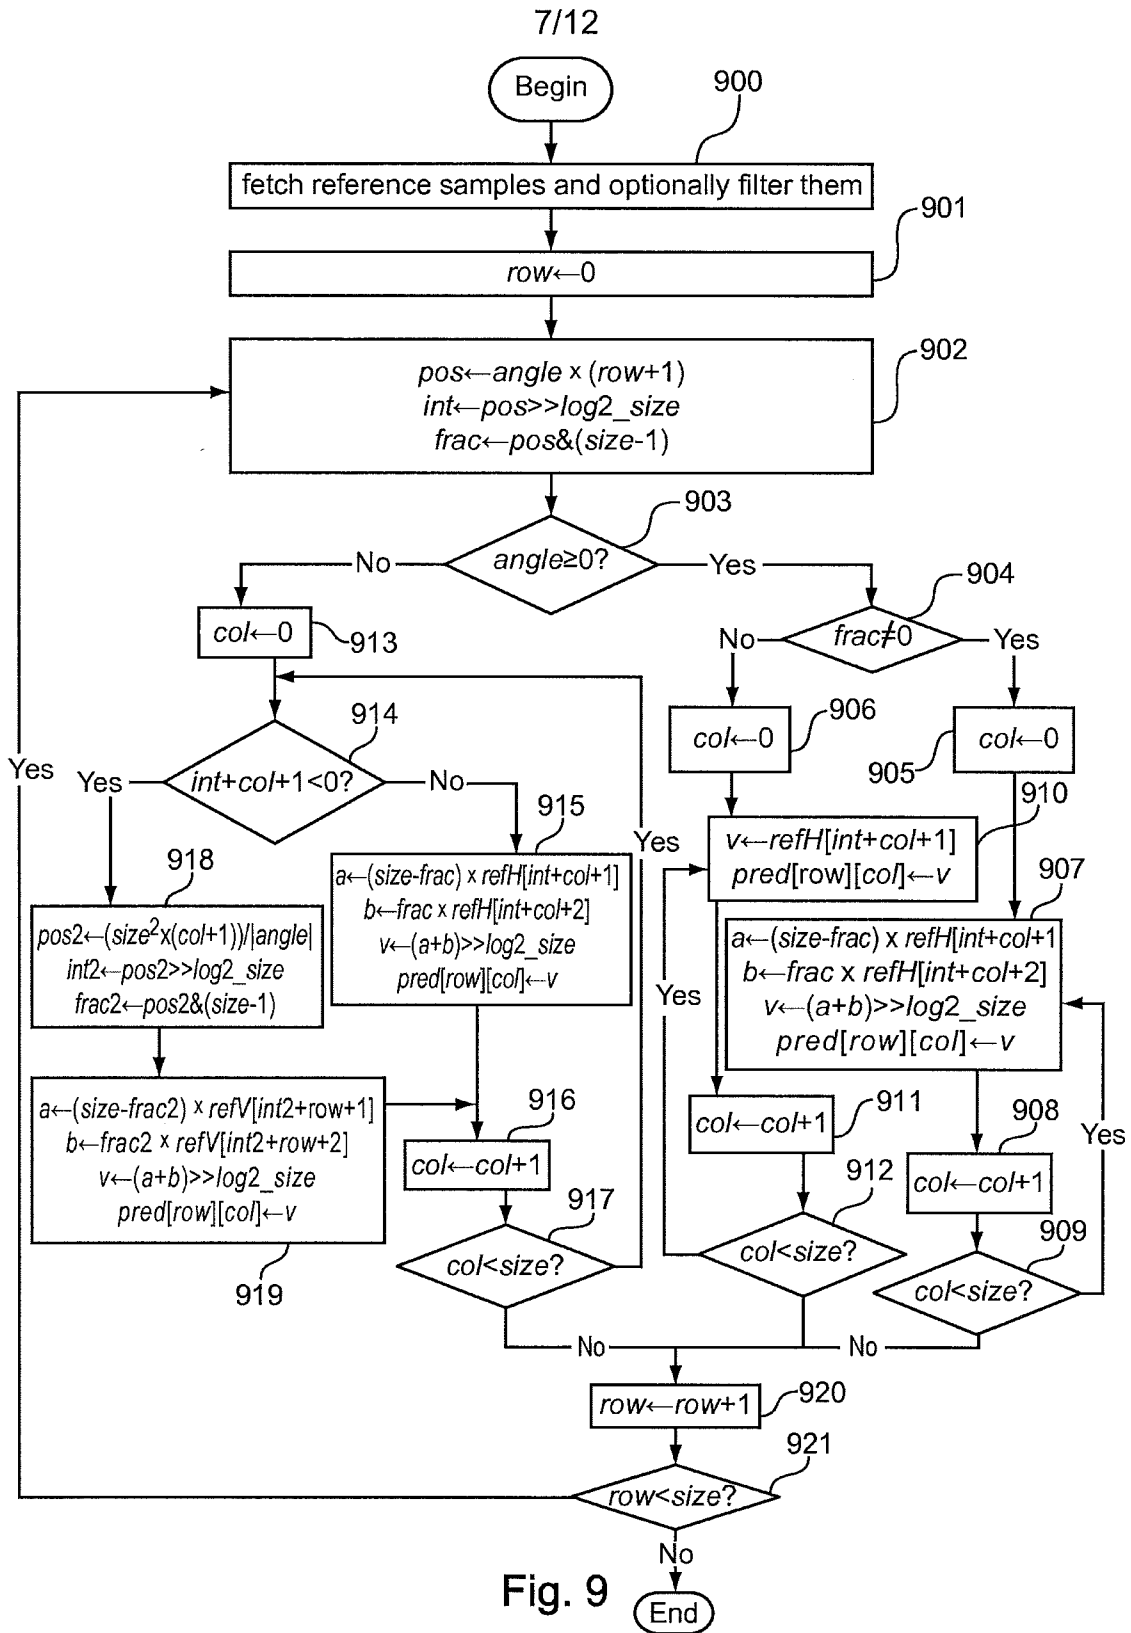 7/12
Begin
900
fetch reference samples and optionally filter them
901
row←0
902
pos←angle x (row+1)
int←pos>>log2_size
frac←pos&(size-1)
903
angle≥0?
No
Yes
904
frac≠0
No
Yes
col←0
913
906
col←0
905
col←0
914
int+col+1<0?
Yes
No
Yes
910
v←refH[int+col+1]
pred[row][col]←v
915
a←(size-frac) x refH[int+col+1]
b←frac x refH[int+col+2]
v←(a+b)>>log2_size
pred[row][col]←v
Yes
918
pos2←(size²x(col+1))/|angle|
int2←pos2>>log2_size
frac2←pos2&(size-1)
907
a←(size-frac) x refH[int+col+1
b←frac x refH[int+col+2]
v←(a+b)>>log2_size
pred[row][col]←v
Yes
919
a←(size-frac2) x refV[int2+row+1]
b←frac2 x refV[int2+row+2]
v←(a+b)>>log2_size
pred[row][col]←v
916
col←col+1
911
col←col+1
908
col←col+1
Yes
917
col<size?
912
col<size?
909
col<size?
No
No
920
row←row+1
921
row<size?
No
End
Fig. 9